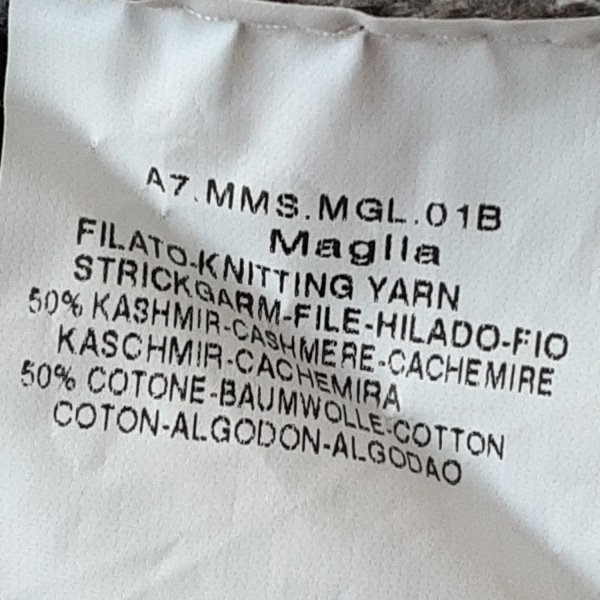 A7.MMS.MGL.01B
Maglia
FILATO-KNITTING YARN
STRICKGARM-FILE-HILADO-FIO
50% KASHMIR-CASHMERE-CACHEMIRE
KASCHMIR-CACHEMIRA
50% COTONE-BAUMWOLLE-COTTON
COTON-ALGODON-ALGODAO